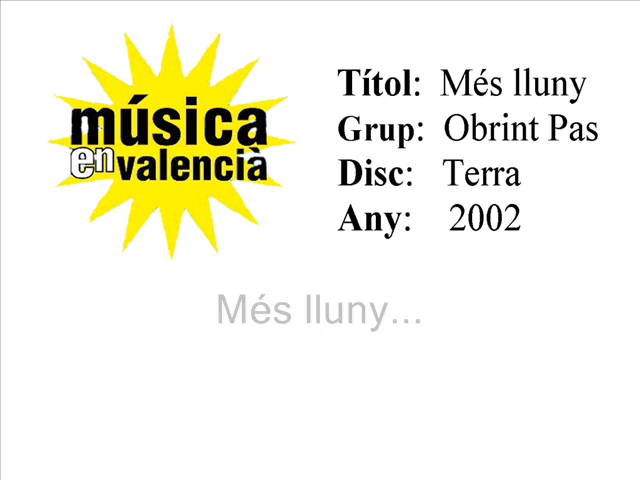 música
en valencià
Títol: Més lluny
Grup: Obrint Pas
Disc: Terra
Any: 2002
Més lluny...